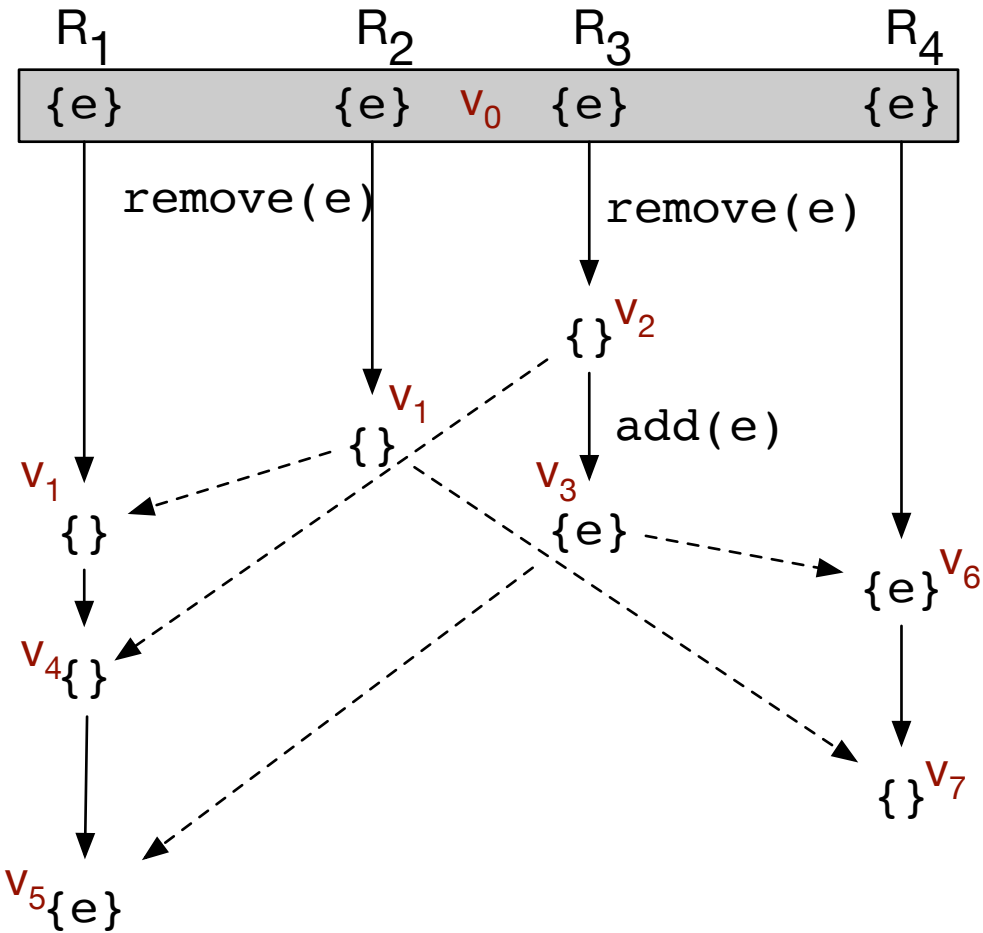 R1 R2 R3 R4
{e} {e} v0 {e} {e}
remove(e) remove(e)
{} v2
v1
add(e)
{}
v1 v3
{} {e}
v6
{e}
v4 {}
v7
{}
v5 {e}